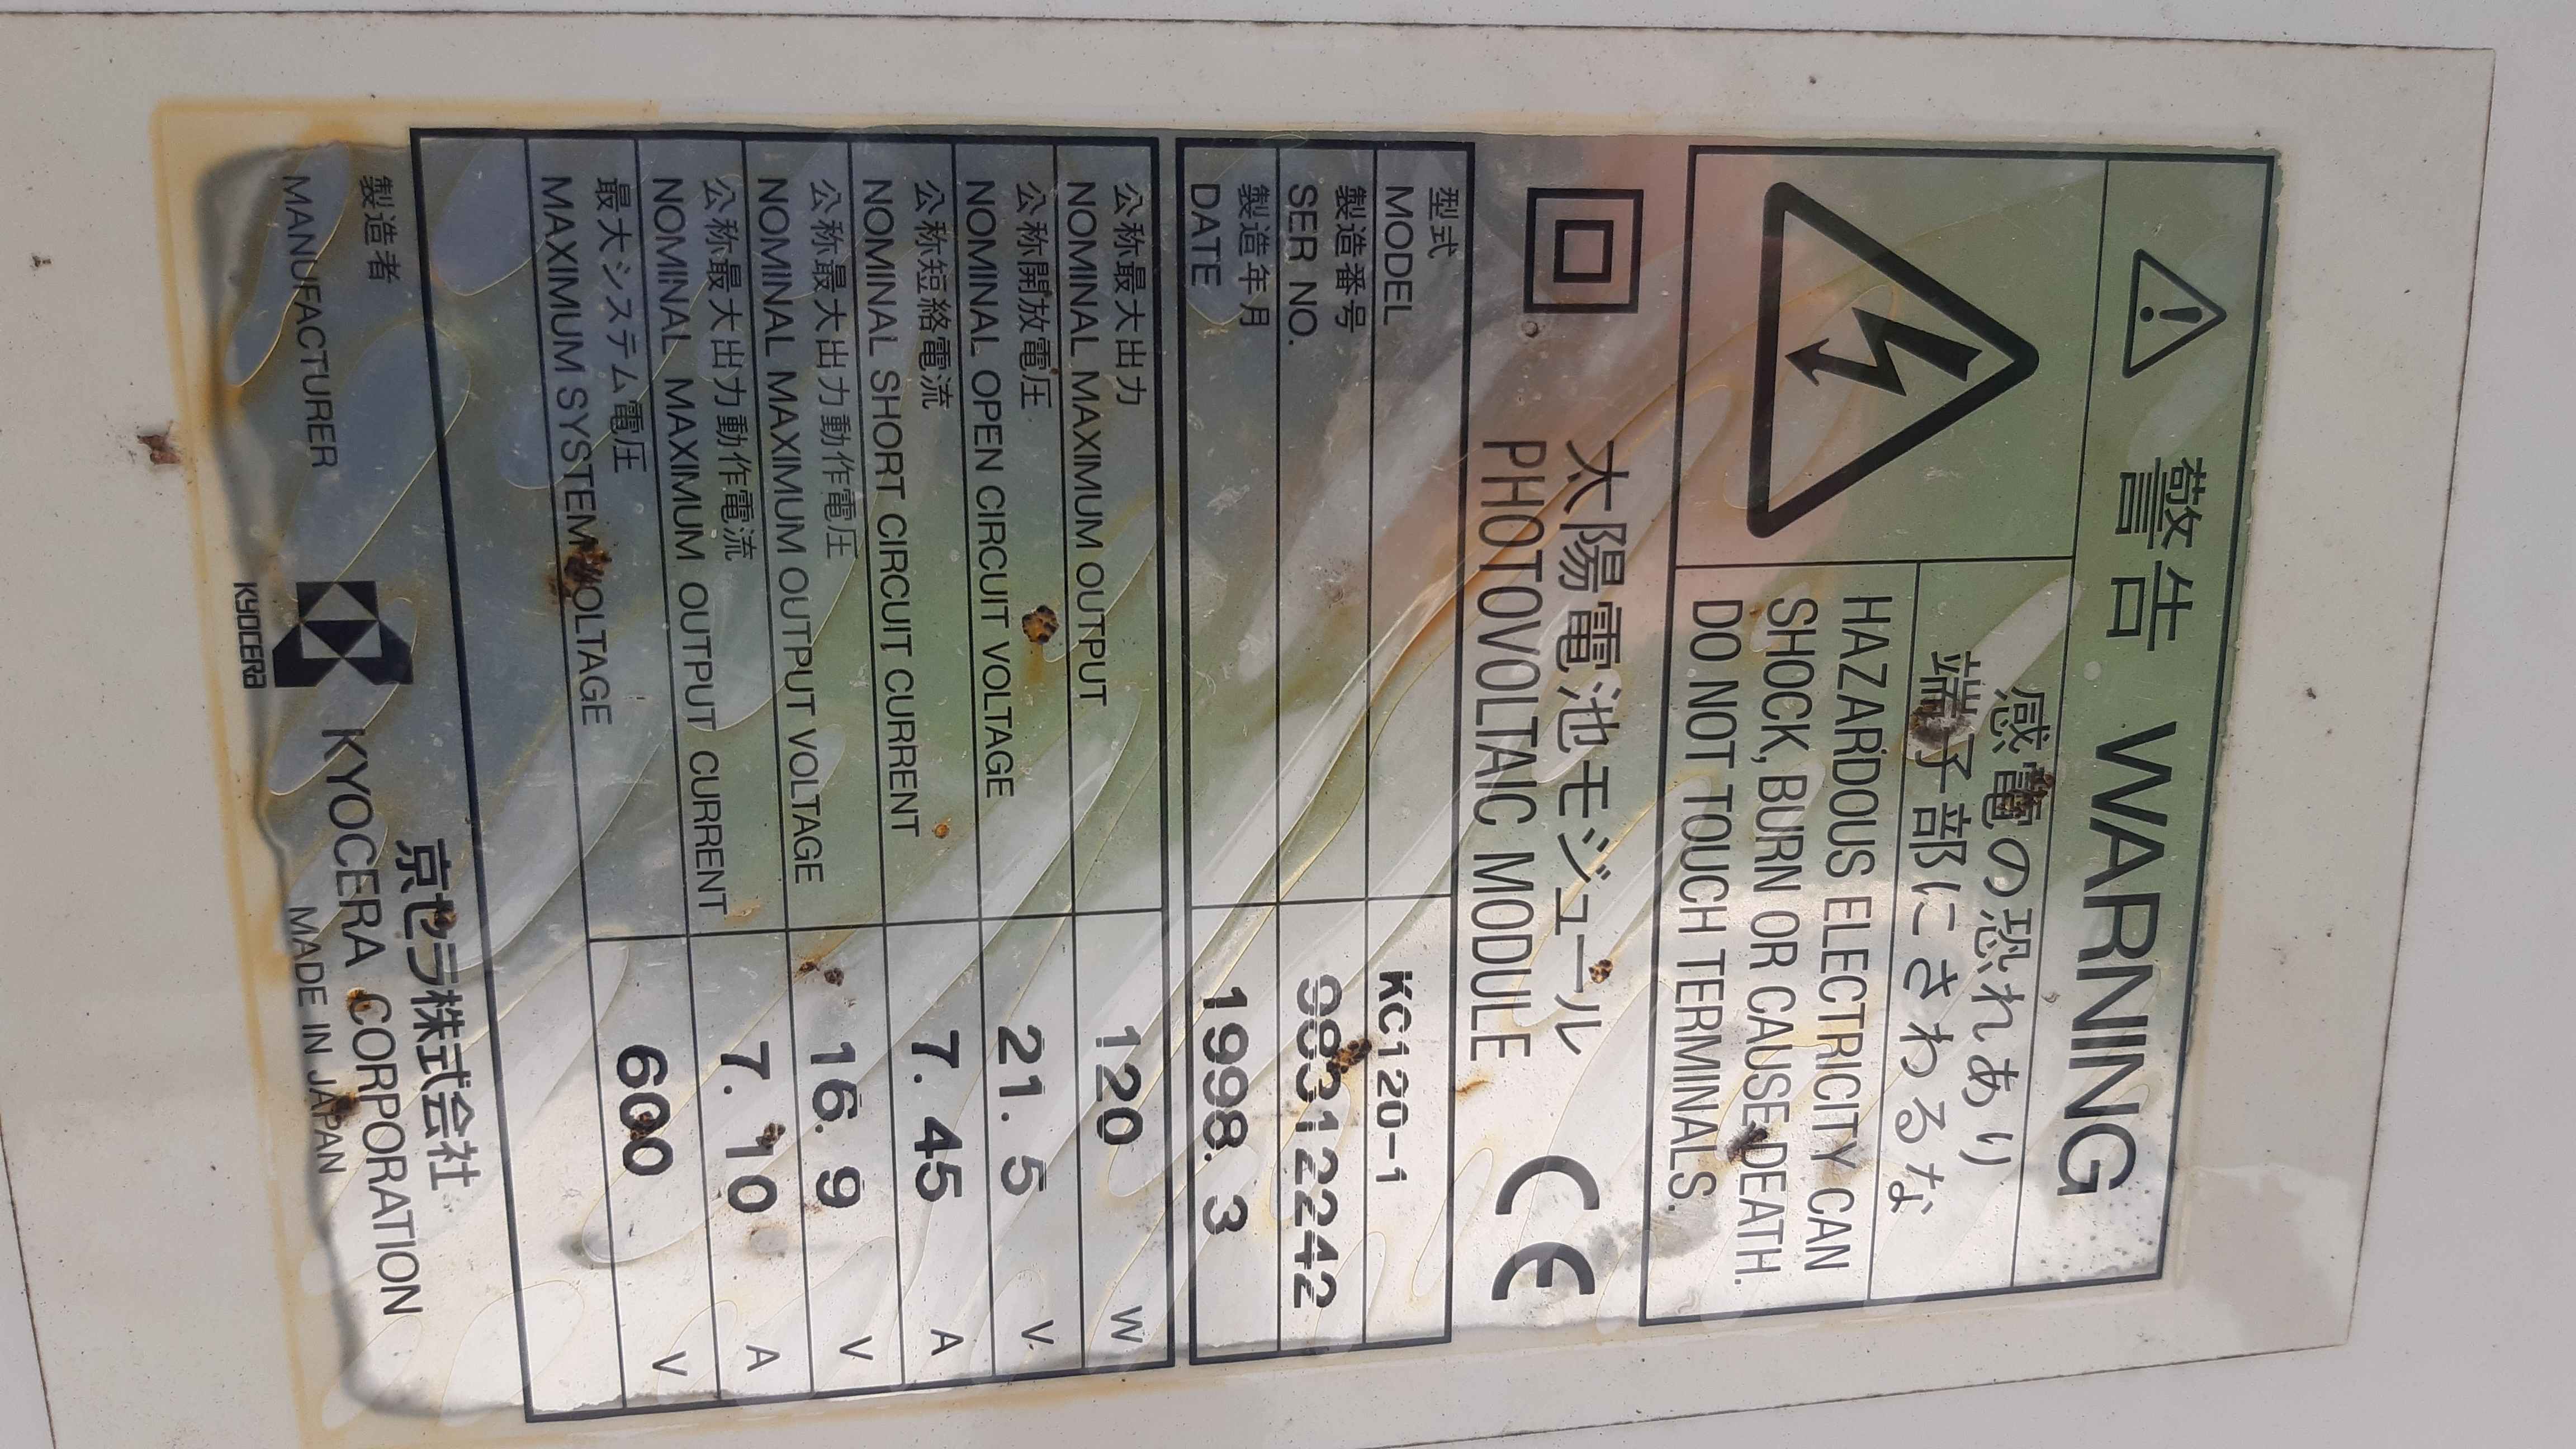 警告 WARNING
感電の恐れあり
端子部にさわるな
HAZARDOUS ELECTRICITY CAN
SHOCK, BURN OR CAUSE DEATH.
DO NOT TOUCH TERMINALS.
太陽電池モジュール
PHOTOVOLTAIC MODULE
CE
型式
MODEL KC120-1
製造番号
SER NO.
製造年月
DATE 1998. 3
公称最大出力
NOMINAL MAXIMUM OUTPUT 120 W
公称開放電圧
NOMINAL OPEN CIRCUIT VOLTAGE 21. 5 V
公称短絡電流
NOMINAL SHORT CIRCUIT CURRENT 7. 45 A
公称最大出力動作電圧
NOMINAL MAXIMUM OUTPUT VOLTAGE 16. 9 V
公称最大出力動作電流
NOMINAL MAXIMUM OUTPUT CURRENT 7. 10 A
最大システム電圧
MAXIMUM SYSTEM VOLTAGE 600 V
製造者
京セラ株式会社
MANUFACTURER KYOCERA CORPORATION
KYOCERA MADE IN JAPAN